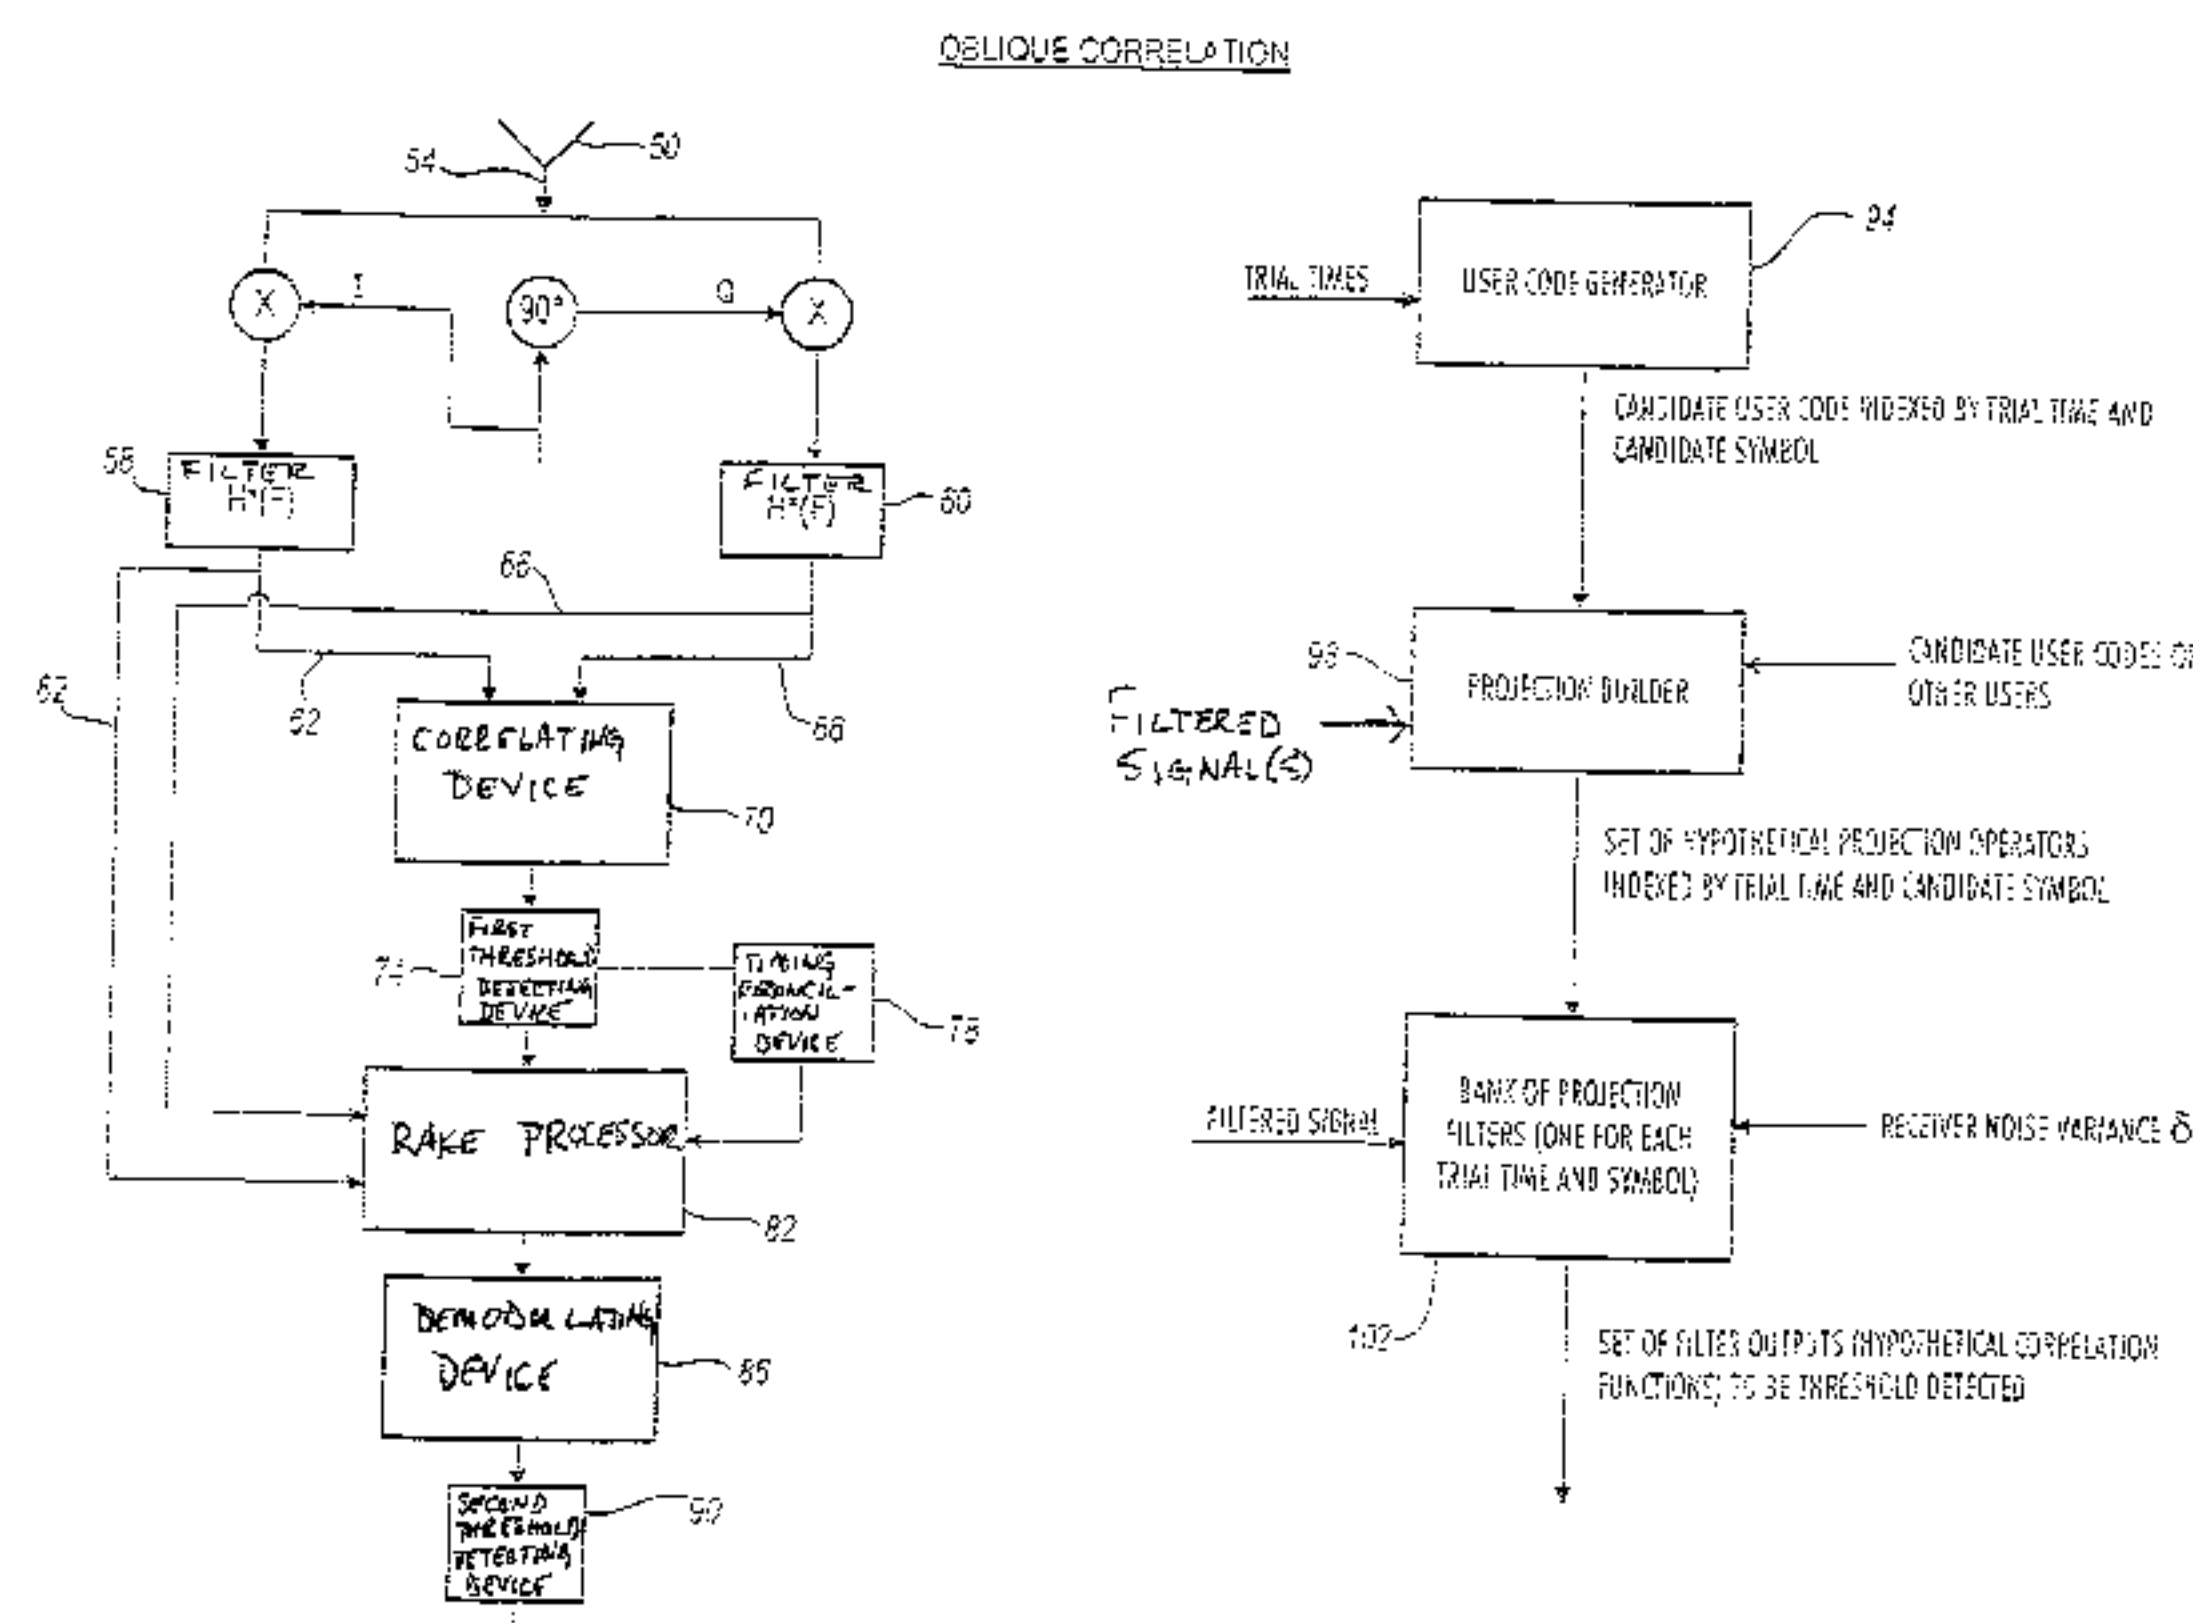 OBLIQUE CORRELATION
54
50
I
90°
Q
X
X
58
FILTER
H*(F)
FILTER
H*(F)
60
66
62
62
66
CORRELATING
DEVICE
70
FIRST
THRESHOLD
DETECTING
DEVICE
74
TIMING
RECONCIL-
IATION
DEVICE
78
RAKE PROCESSOR
82
DEMODULATING
DEVICE
86
SECOND
THRESHOLD
DETECTING
DEVICE
90
TRIAL TIMES
USER CODE GENERATOR
94
CANDIDATE USER CODE INDEXED BY TRIAL TIME AND
CANDIDATE SYMBOL
98
PROJECTION BUILDER
CANDIDATE USER CODES OF
OTHER USERS
FILTERED
SIGNAL(S)
SET OF HYPOTHETICAL PROJECTION OPERATORS
INDEXED BY TRIAL TIME AND CANDIDATE SYMBOL
FILTERED SIGNAL
BANK OF PROJECTION
FILTERS (ONE FOR EACH
TRIAL TIME AND SYMBOL)
RECEIVER NOISE VARIANCE δ
102
SET OF FILTER OUTPUTS (HYPOTHETICAL CORRELATION
FUNCTIONS) TO BE THRESHOLD DETECTED